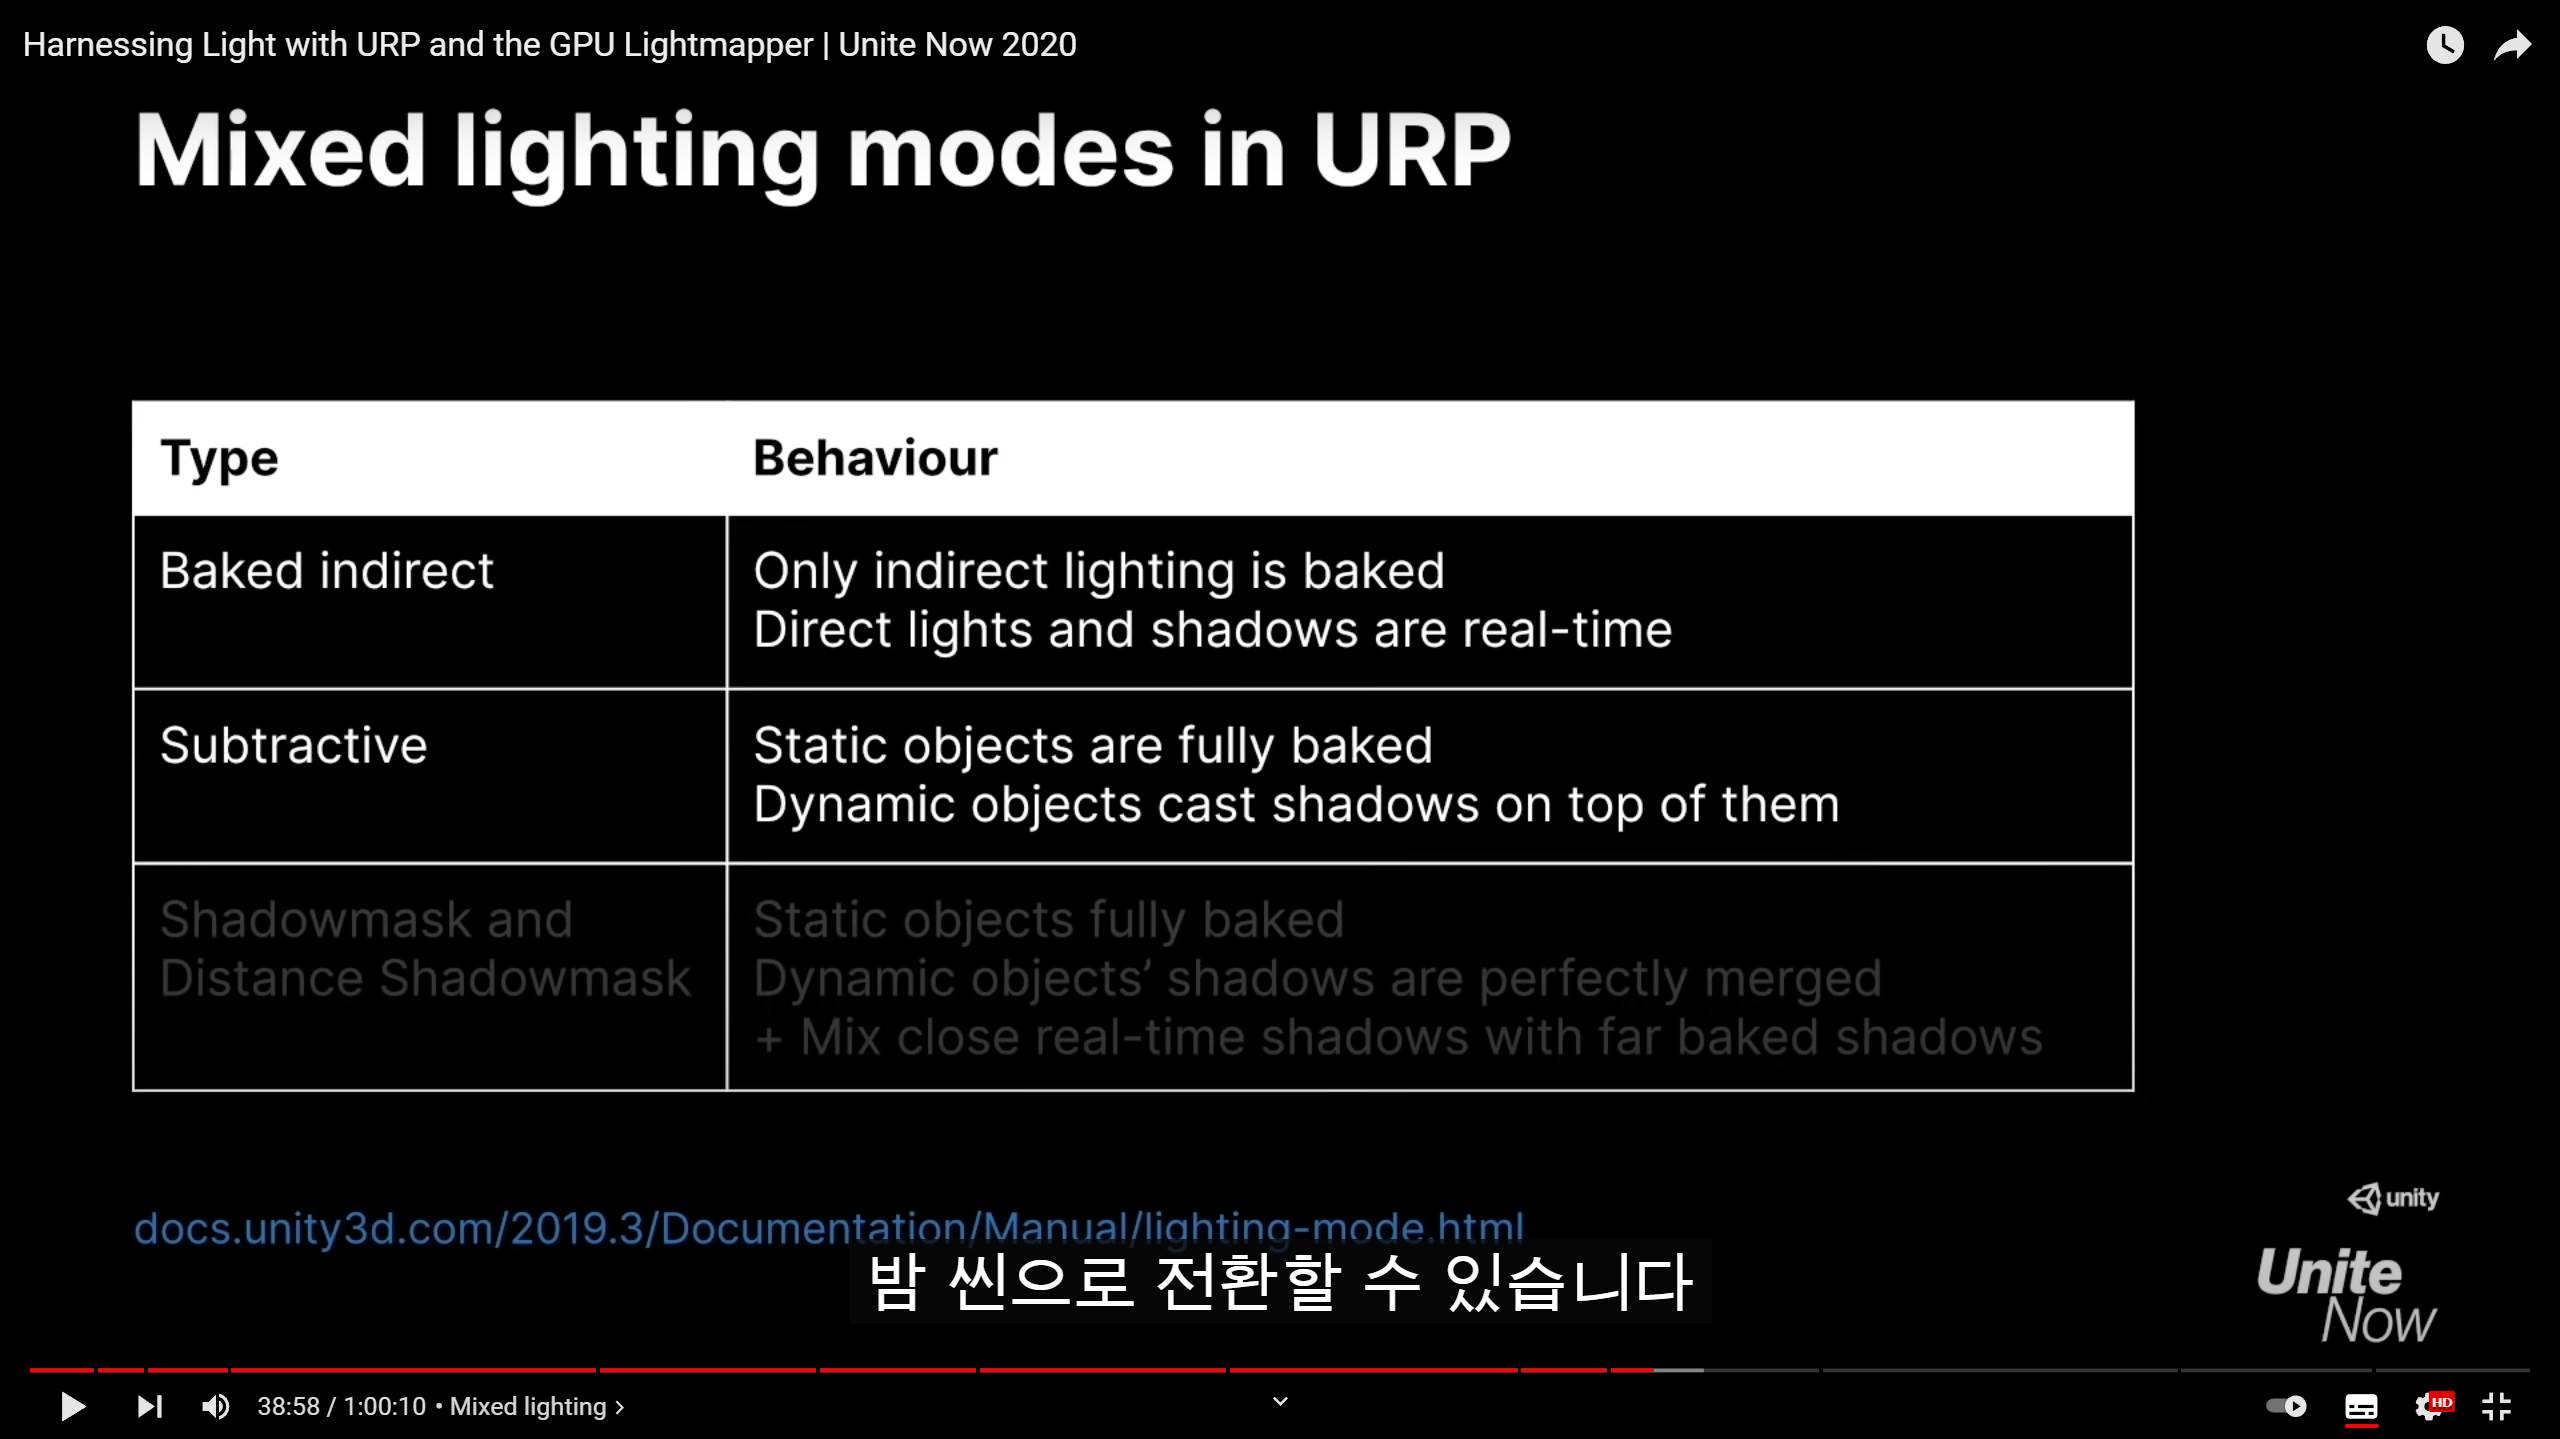 Harnessing Light with URP and the GPU Lightmapper | Unite Now 2020
Mixed lighting modes in URP
Type
Behaviour
Baked indirect
Only indirect lighting is baked
Direct lights and shadows are real-time
Subtractive
Static objects are fully baked
Dynamic objects cast shadows on top of them
Shadowmask and
Distance Shadowmask
Static objects fully baked
Dynamic objects’ shadows are perfectly merged
+ Mix close real-time shadows with far baked shadows
docs.unity3d.com/2019.3/Documentation/Manual/lighting-mode.html
unity
Unite
Now
밤 씬으로 전환할 수 있습니다
38:58 / 1:00:10 • Mixed lighting ›
HD